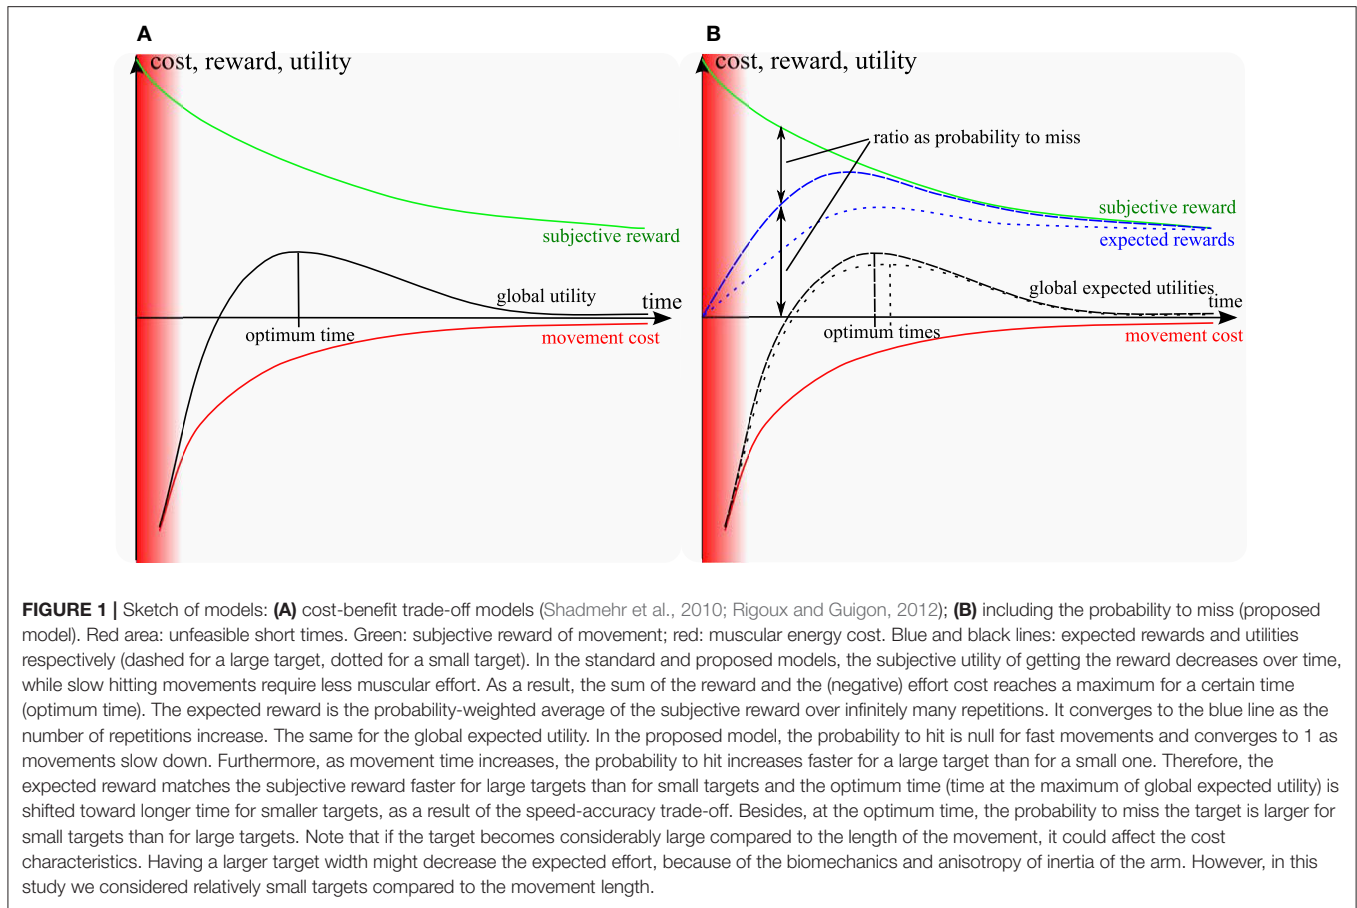 A
cost, reward, utility
subjective reward
global utility
time
optimum time
movement cost
B
cost, reward, utility
ratio as probability to miss
subjective reward
expected rewards
global expected utilities
time
optimum times
movement cost
FIGURE 1 | Sketch of models: (A) cost-benefit trade-off models (Shadmehr et al., 2010; Rigoux and Guigon, 2012); (B) including the probability to miss (proposed
model). Red area: unfeasible short times. Green: subjective reward of movement; red: muscular energy cost. Blue and black lines: expected rewards and utilities
respectively (dashed for a large target, dotted for a small target). In the standard and proposed models, the subjective utility of getting the reward decreases over time,
while slow hitting movements require less muscular effort. As a result, the sum of the reward and the (negative) effort cost reaches a maximum for a certain time
(optimum time). The expected reward is the probability-weighted average of the subjective reward over infinitely many repetitions. It converges to the blue line as the
number of repetitions increase. The same for the global expected utility. In the proposed model, the probability to hit is null for fast movements and converges to 1 as
movements slow down. Furthermore, as movement time increases, the probability to hit increases faster for a large target than for a small one. Therefore, the
expected reward matches the subjective reward faster for large targets than for small targets and the optimum time (time at the maximum of global expected utility) is
shifted toward longer time for smaller targets, as a result of the speed-accuracy trade-off. Besides, at the optimum time, the probability to miss the target is larger for
small targets than for large targets. Note that if the target becomes considerably large compared to the length of the movement, it could affect the cost
characteristics. Having a larger target width might decrease the expected effort, because of the biomechanics and anisotropy of inertia of the arm. However, in this
study we considered relatively small targets compared to the movement length.